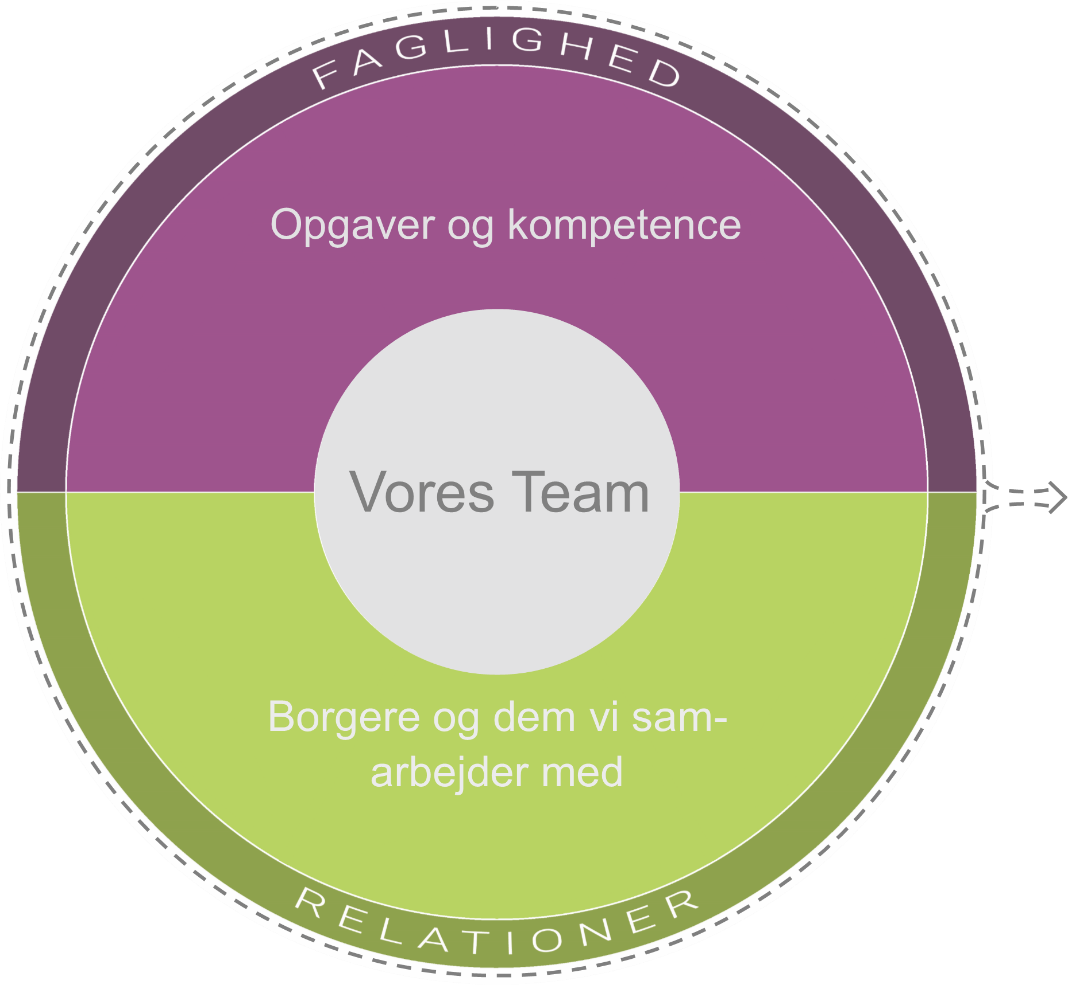 FAGLIGHED
Opgaver og kompetence
Vores Team
Borgere og dem vi sam-
arbejder med
RELATIONER